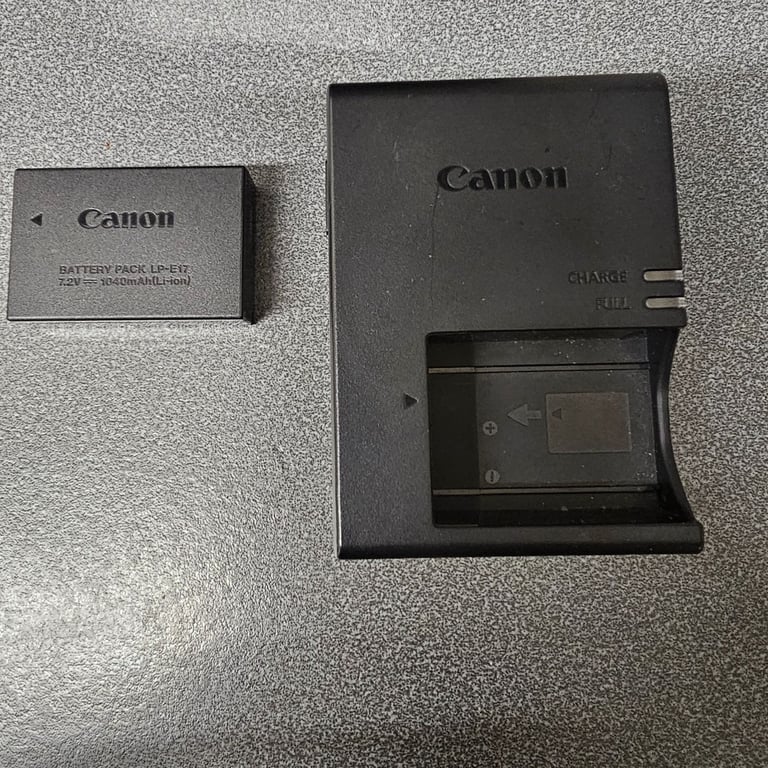 Canon
BATTERY PACK LP-E17
7.2V ⎓ 1040mAh(Li-ion)
Canon
CHARGE
FULL
+
-